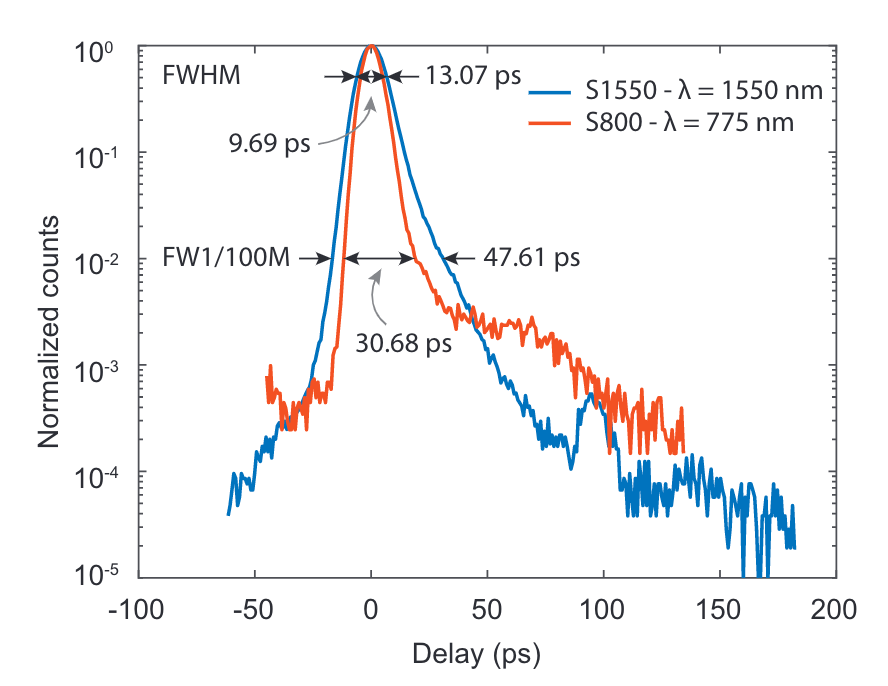 10⁰
10⁻¹
10⁻²
10⁻³
10⁻⁴
10⁻⁵
Normalized counts
FWHM
13.07 ps
9.69 ps
S1550 - λ = 1550 nm
S800 - λ = 775 nm
FW1/100M
47.61 ps
30.68 ps
-100 -50 0 50 100 150 200
Delay (ps)